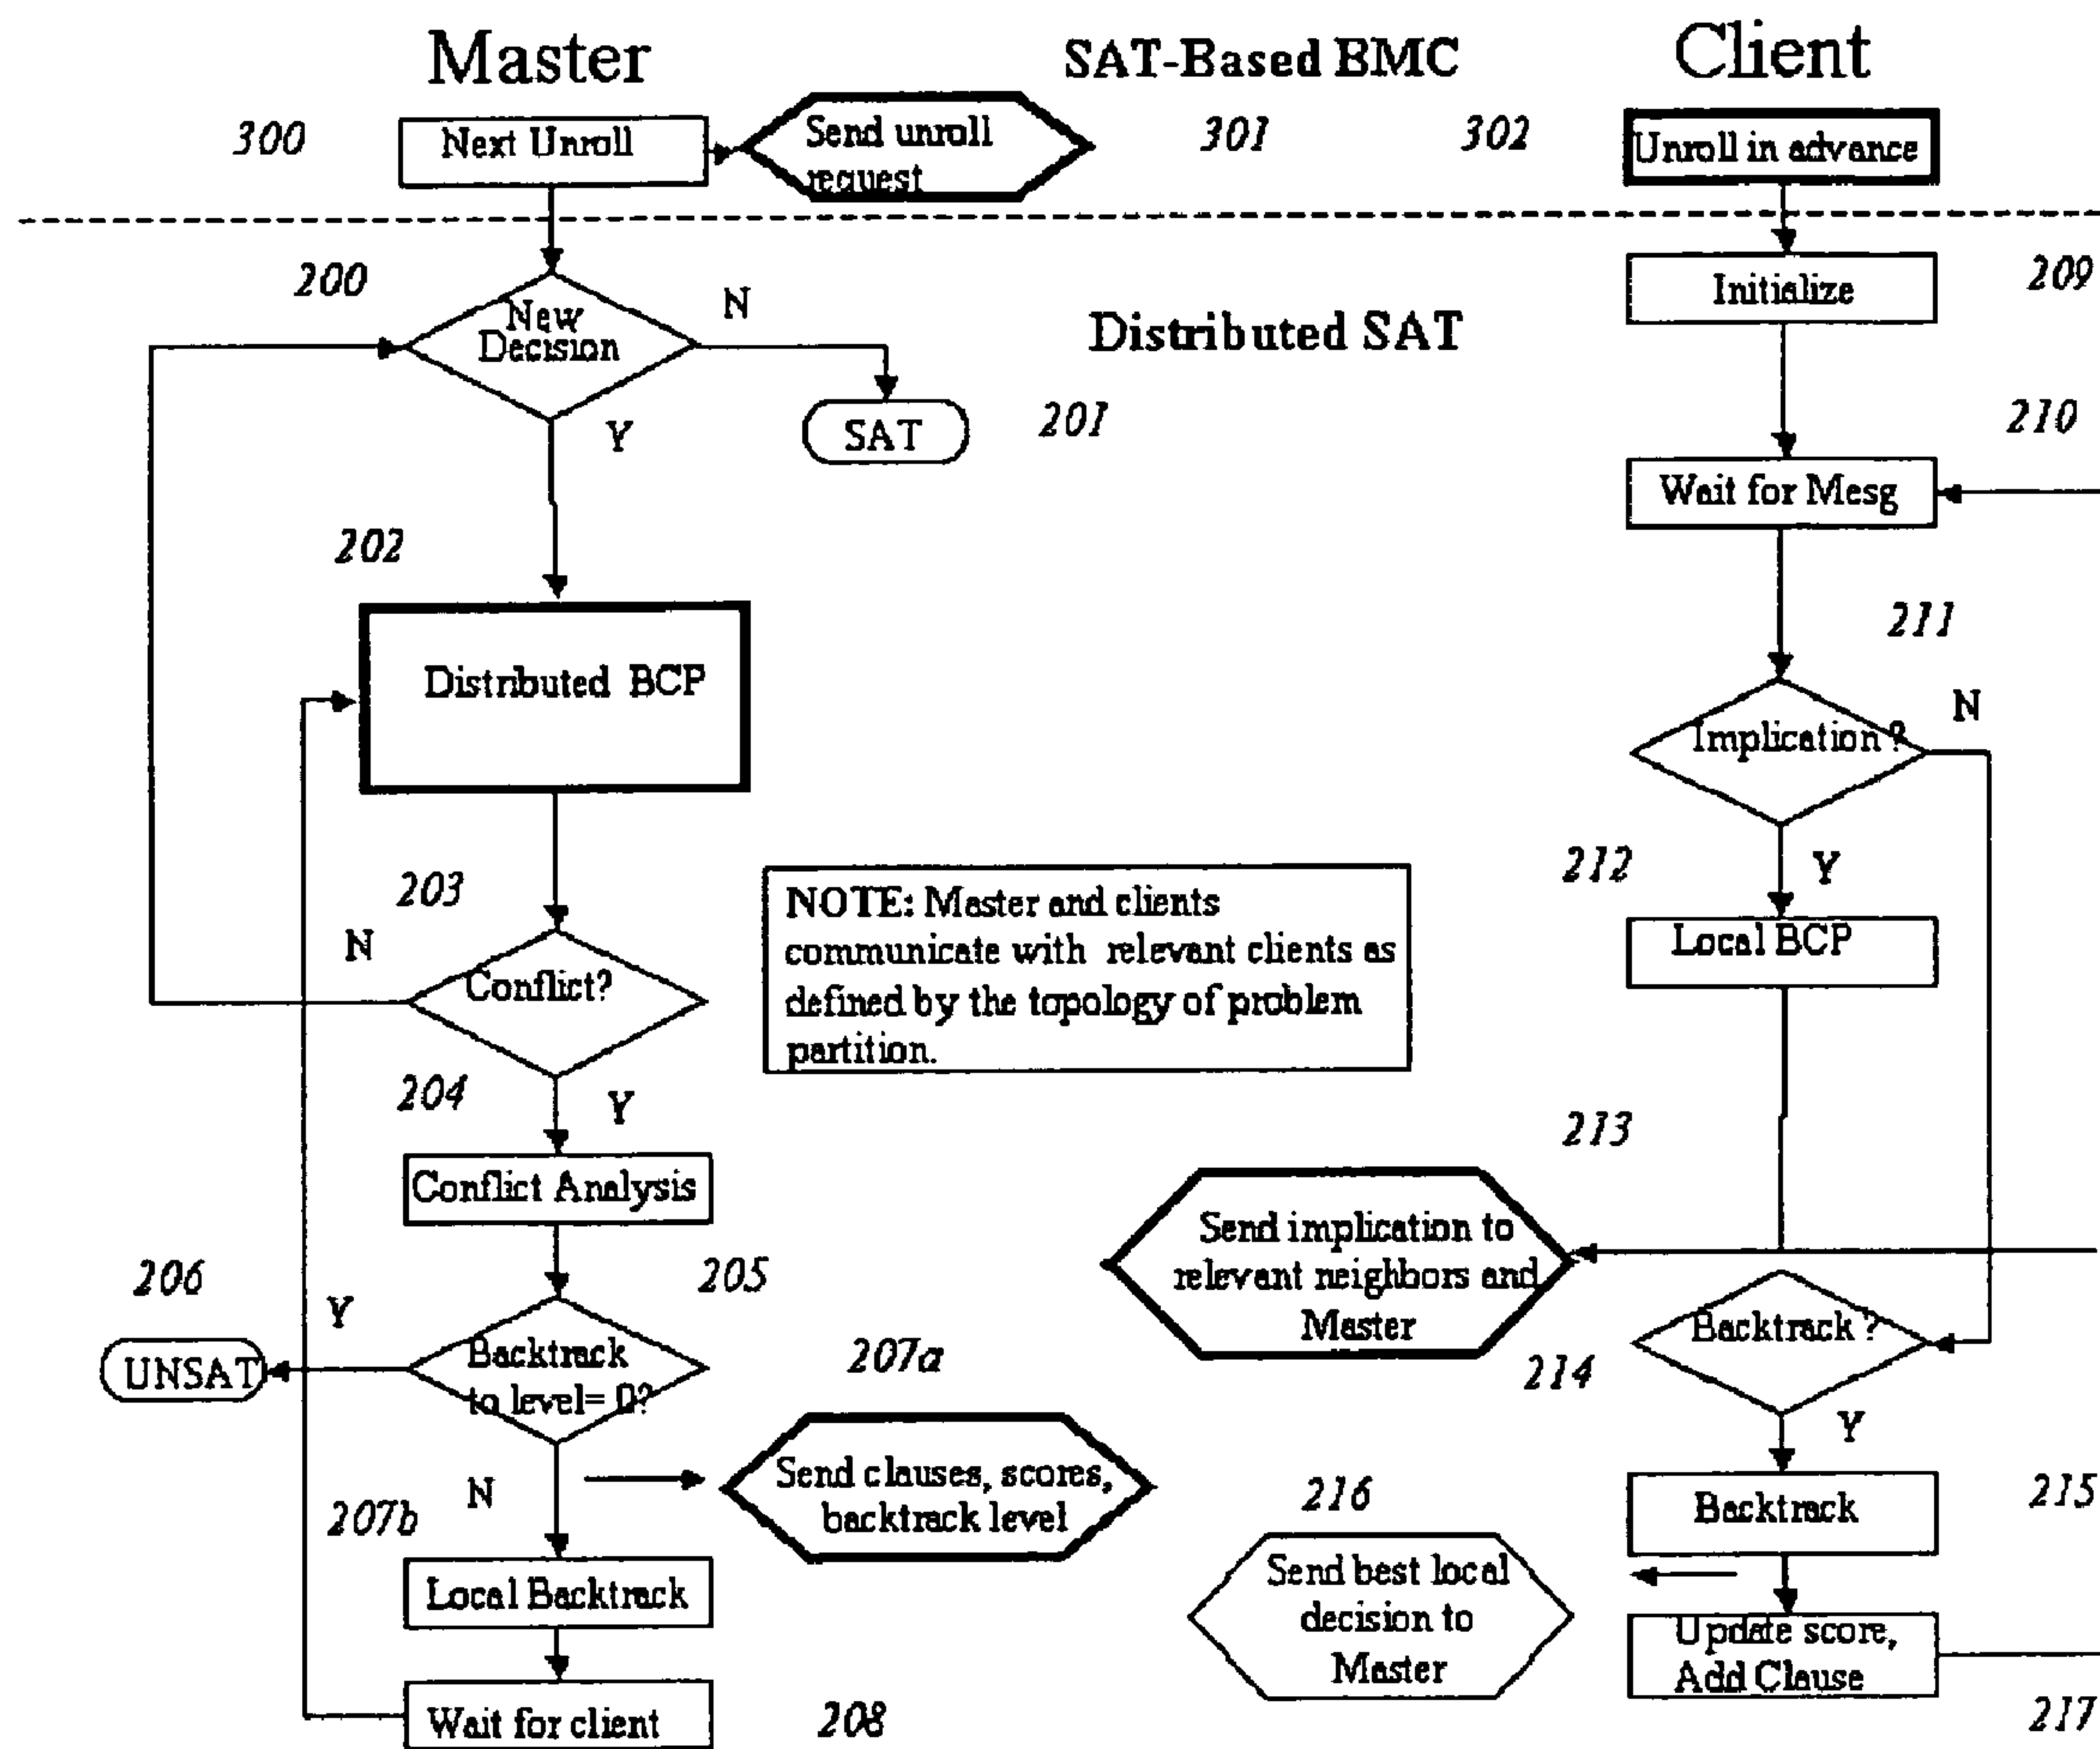 Master
SAT-Based BMC
Client
300
Next Unroll
Send unroll
request
301
302
Unroll in advance
200
New
Decision
N
Y
SAT
201
Distributed SAT
Initialize
209
210
Wait for Mesg
202
Distributed BCP
211
Implication ?
N
Y
212
Local BCP
203
N
Conflict?
Y
NOTE: Master and clients
communicate with relevant clients as
defined by the topology of problem
partition.
204
Conflict Analysis
213
Send implication to
relevant neighbors and
Master
205
206
Y
UNSAT
Backtrack
to level= 0?
N
207a
Send clauses, scores,
backtrack level
214
Backtrack ?
Y
207b
Local Backtrack
Wait for client
208
215
Backtrack
216
Send best local
decision to
Master
Update score,
Add Clause
217